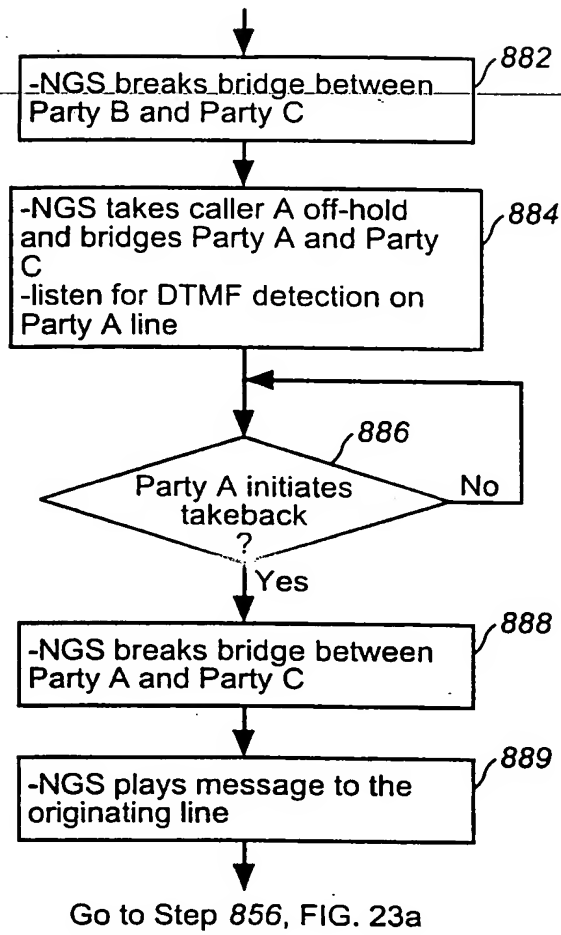 882
-NGS breaks bridge between
Party B and Party C
884
-NGS takes caller A off-hold
and bridges Party A and Party
C
-listen for DTMF detection on
Party A line
886
Party A initiates
takeback
?
No
Yes
888
-NGS breaks bridge between
Party A and Party C
889
-NGS plays message to the
originating line
Go to Step 856, FIG. 23a